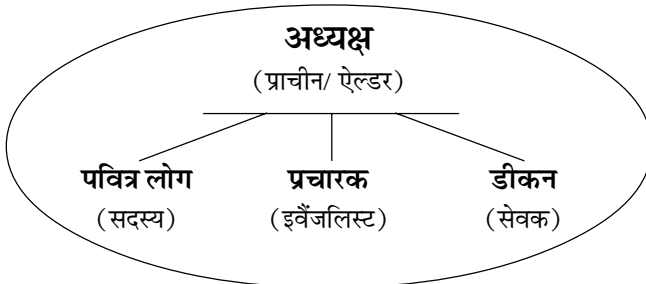 अध्यक्ष
(प्राचीन/ ऐल्डर)
पवित्र लोग प्रचारक डीकन
(सदस्य) (इवैंजलिस्ट) (सेवक)